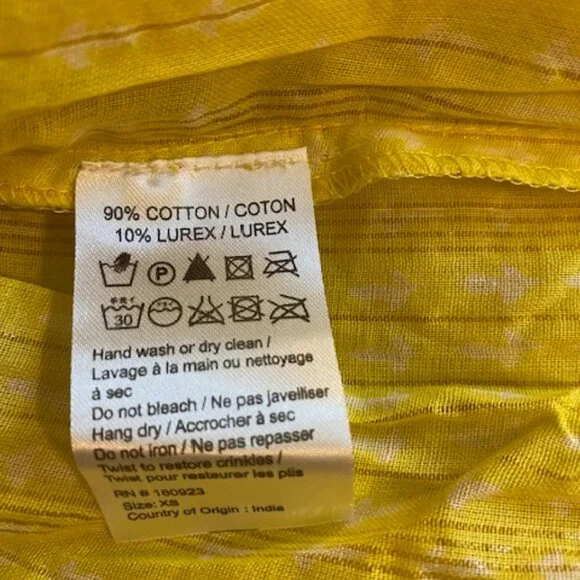 90% COTTON / COTON
10% LUREX / LUREX
P
30
Hand wash or dry clean /
Lavage à la main ou nettoyage
à sec
Do not bleach / Ne pas javelliser
Hang dry / Accrocher à sec
Do not iron / Ne pas repasser
Twist to restore crinkles /
Twist pour restaurer les plis
RN # 160923
Size: XS
Country of Origin : India